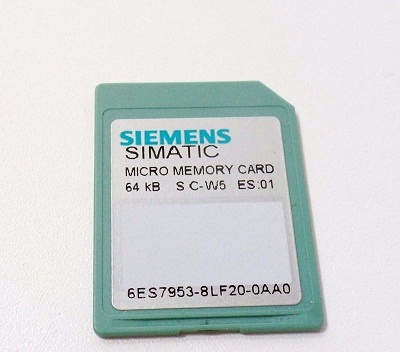 SIEMENS
SIMATIC
MICRO MEMORY CARD
64 kB S C-W5 ES:01
6ES7953-8LF20-0AA0